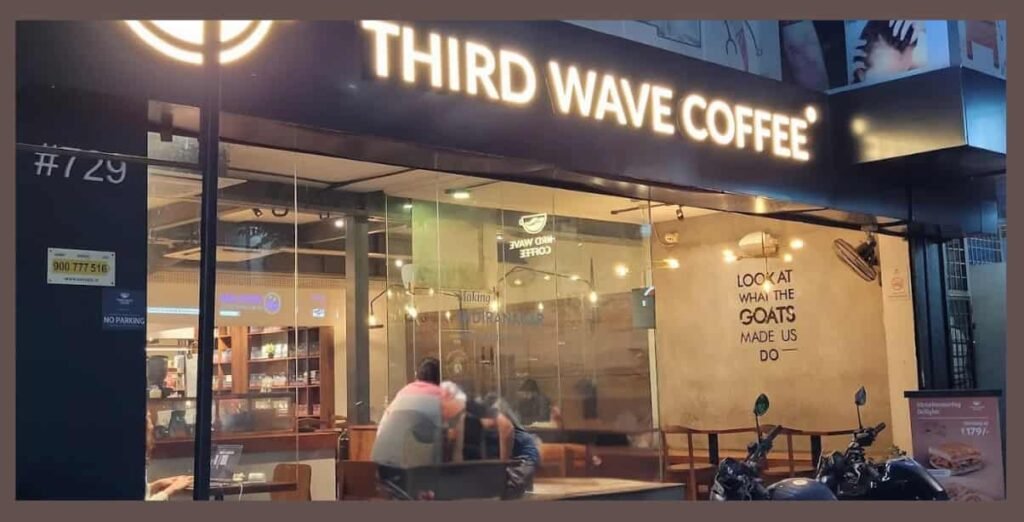 THIRD WAVE COFFEE
#729
900 777 516
NO PARKING
THIRD WAVE
COFFEE
LOOK AT
WHAT THE
GOATS
MADE US
DO
₹179/-